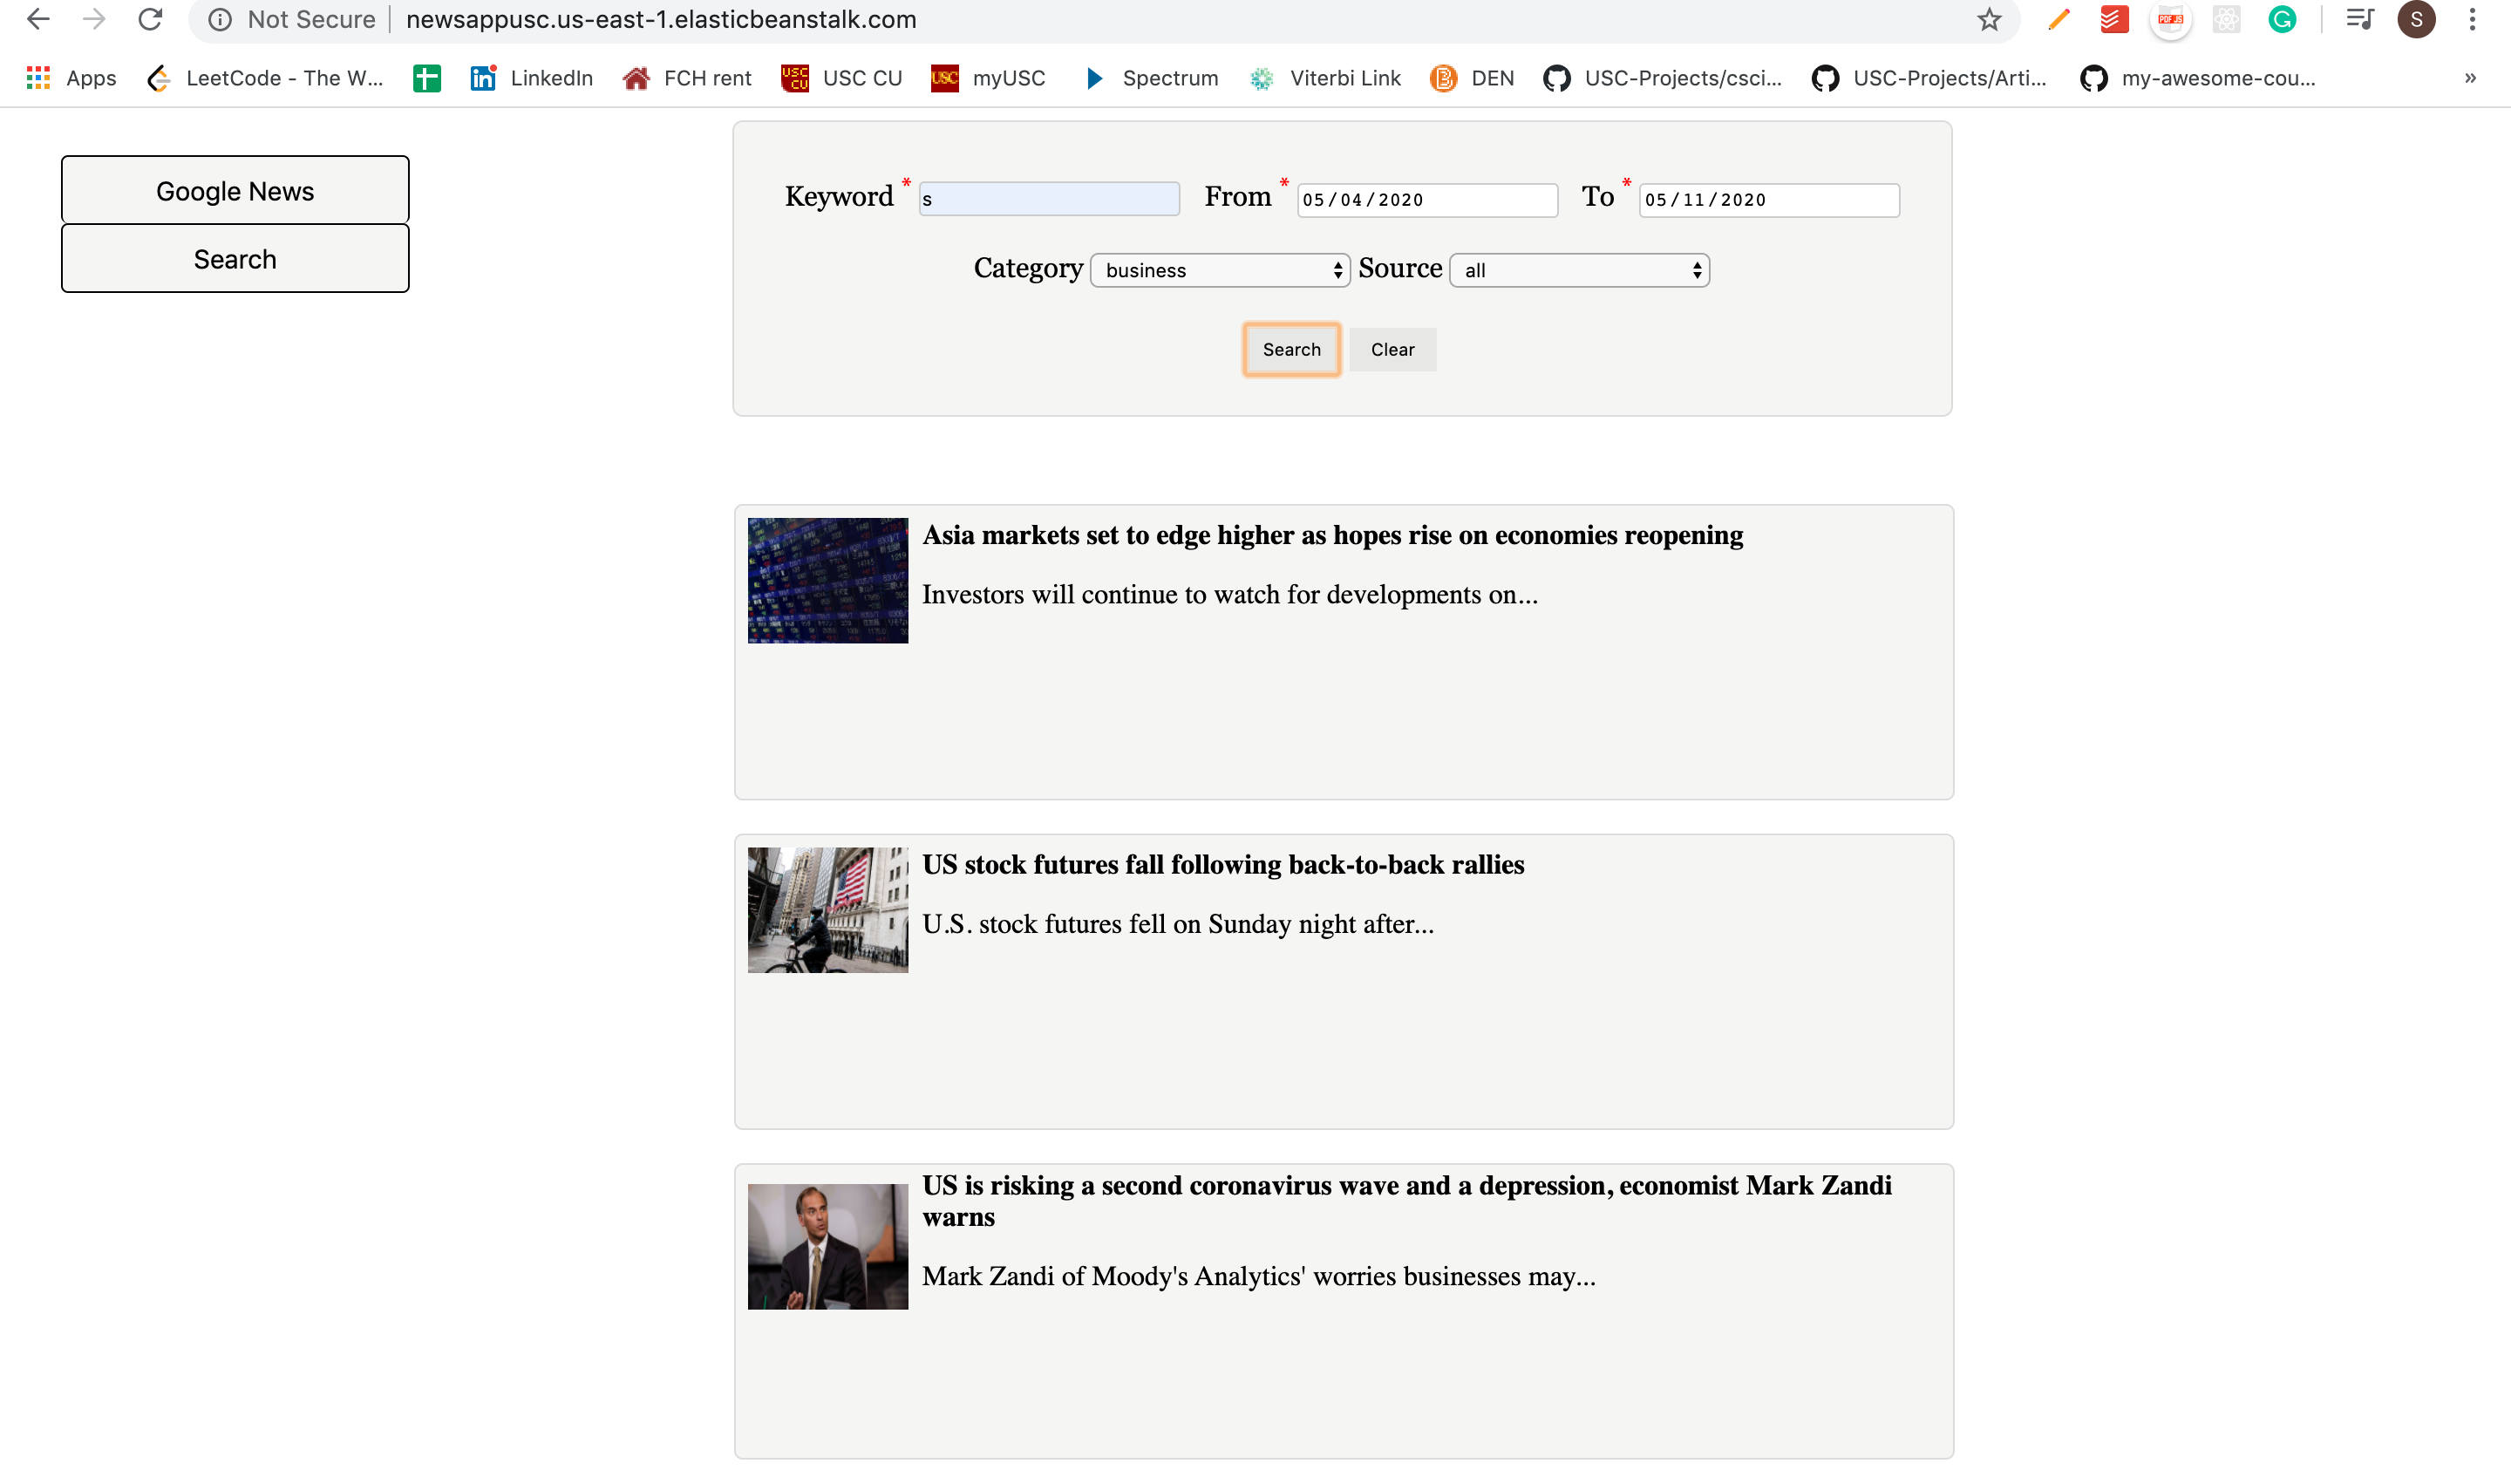 Not Secure newsappusc.us-east-1.elasticbeanstalk.com S
Apps LeetCode - The W... LinkedIn FCH rent USC CU myUSC Spectrum Viterbi Link DEN USC-Projects/csci... USC-Projects/Arti... my-awesome-cou... »
Google News
Search
Keyword * s From * 05/04/2020 To * 05/11/2020
Category business Source all
Search Clear
Asia markets set to edge higher as hopes rise on economies reopening
Investors will continue to watch for developments on...
US stock futures fall following back-to-back rallies
U.S. stock futures fell on Sunday night after...
US is risking a second coronavirus wave and a depression, economist Mark Zandi
warns
Mark Zandi of Moody's Analytics' worries businesses may...